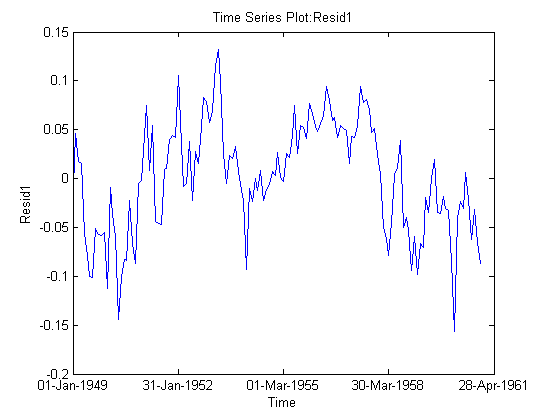 Time Series Plot:Resid1
0.15
0.1
0.05
0
-0.05
-0.1
-0.15
-0.2
Resid1
01-Jan-1949 31-Jan-1952 01-Mar-1955 30-Mar-1958 28-Apr-1961
Time